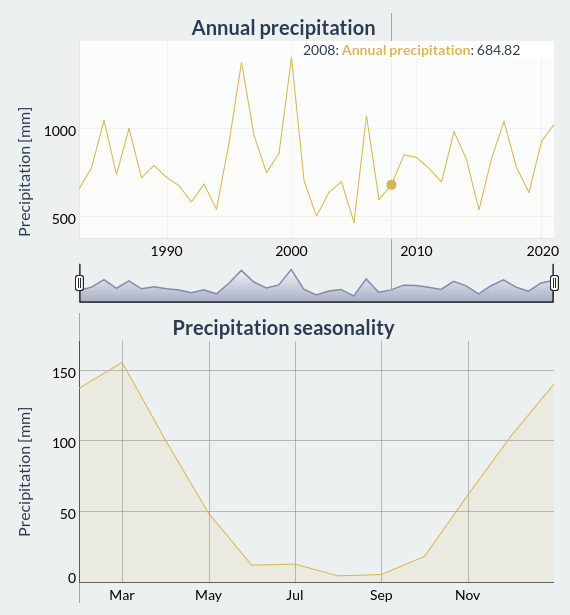 Annual precipitation
2008: Annual precipitation: 684.82
Precipitation [mm]
1000
500
1990 2000 2010 2020
Precipitation seasonality
Precipitation [mm]
150
100
50
0
Mar May Jul Sep Nov